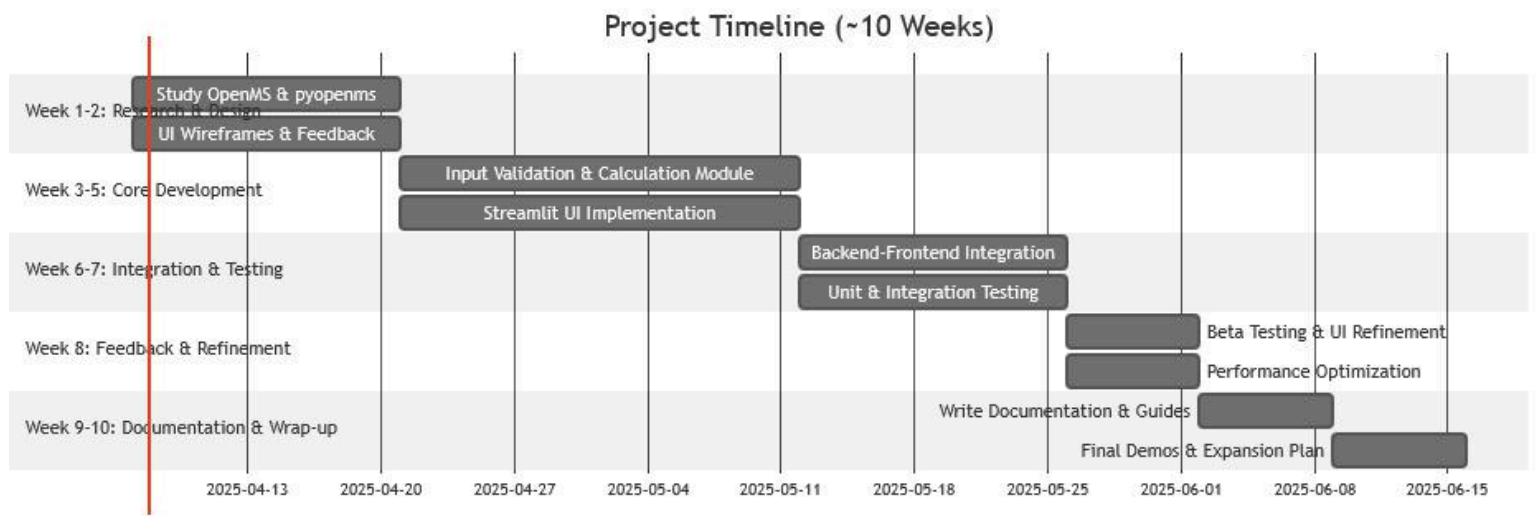 Project Timeline (~10 Weeks)
Week 1-2: Research & Design
Study OpenMS & pyopenms
UI Wireframes & Feedback
Week 3-5: Core Development
Input Validation & Calculation Module
Streamlit UI Implementation
Week 6-7: Integration & Testing
Backend-Frontend Integration
Unit & Integration Testing
Week 8: Feedback & Refinement
Beta Testing & UI Refinement
Performance Optimization
Week 9-10: Documentation & Wrap-up
Write Documentation & Guides
Final Demos & Expansion Plan
2025-04-13 2025-04-20 2025-04-27 2025-05-04 2025-05-11 2025-05-18 2025-05-25 2025-06-01 2025-06-08 2025-06-15